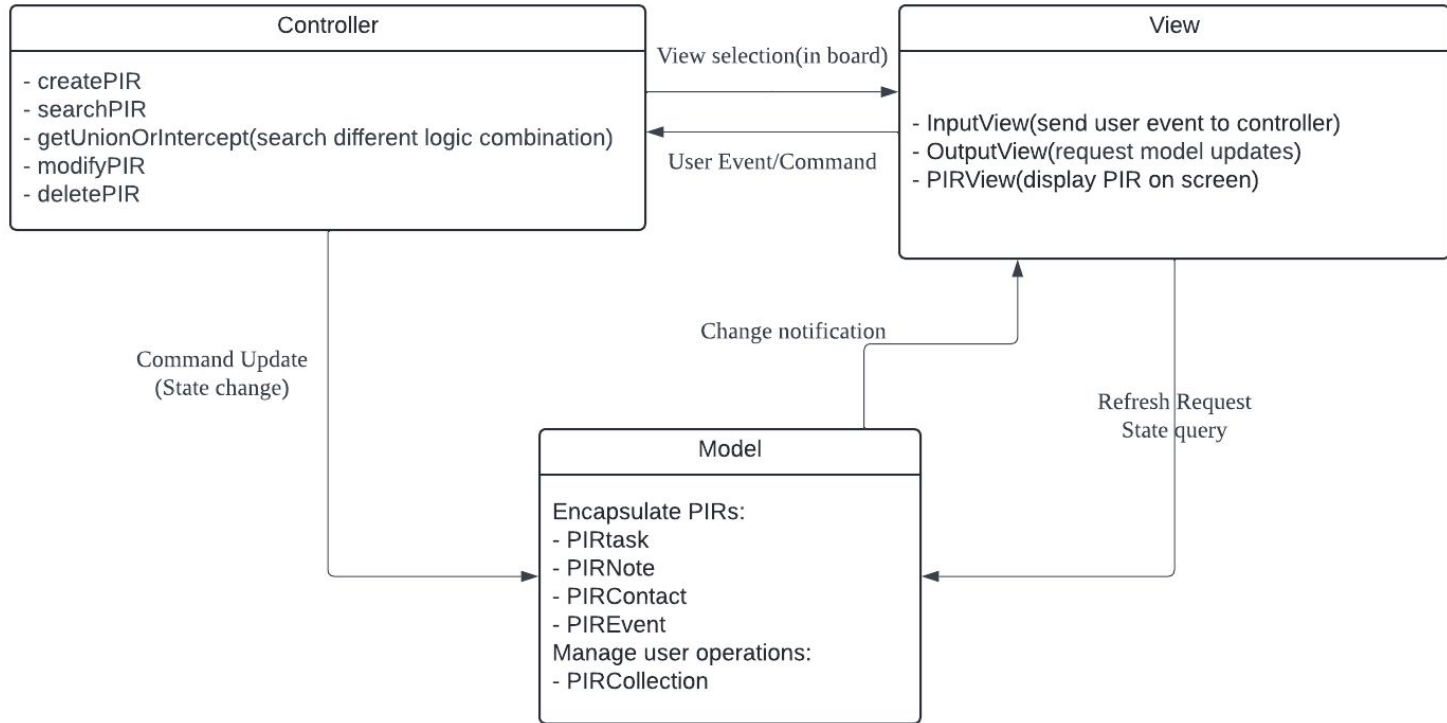 Controller
- createPIR
- searchPIR
- getUnionOrIntercept(search different logic combination)
- modifyPIR
- deletePIR
View selection(in board)
User Event/Command
View
- InputView(send user event to controller)
- OutputView(request model updates)
- PIRView(display PIR on screen)
Command Update
(State change)
Change notification
Refresh Request
State query
Model
Encapsulate PIRs:
- PIRtask
- PIRNote
- PIRContact
- PIREvent
Manage user operations:
- PIRCollection